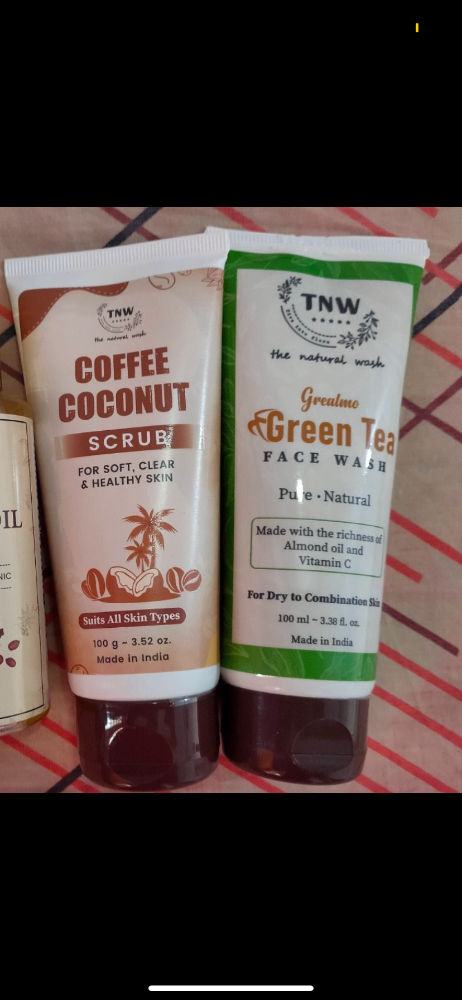 TNW
the natural wash
COFFEE
COCONUT
SCRUB
FOR SOFT, CLEAR
& HEALTHY SKIN
Suits All Skin Types
100 g ~ 3.52 oz.
Made in India
TNW
the natural wash
Greatmo
Green Tea
FACE WASH
Pure • Natural
Made with the richness of
Almond oil and
Vitamin C
For Dry to Combination Skin
100 ml ~ 3.38 fl. oz.
Made in India
OIL
NIC